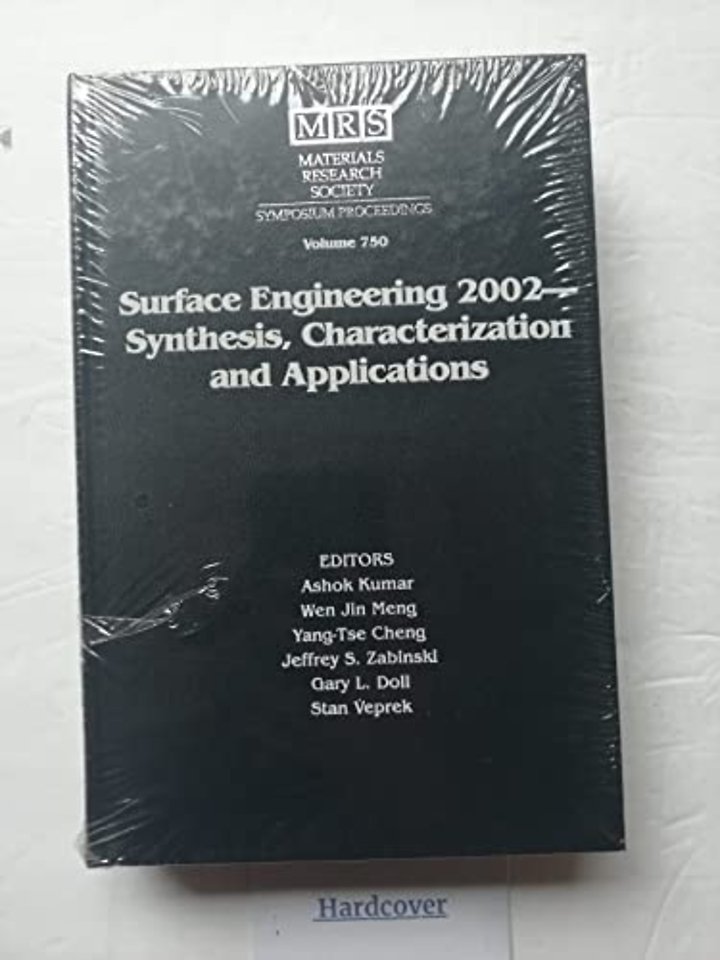 MRS
MATERIALS
RESEARCH
SOCIETY
SYMPOSIUM PROCEEDINGS
Volume 750
Surface Engineering 2002—
Synthesis, Characterization
and Applications
EDITORS
Ashok Kumar
Wen Jin Meng
Yang-Tse Cheng
Jeffrey S. Zabinski
Gary L. Doll
Stan Veprek
Hardcover